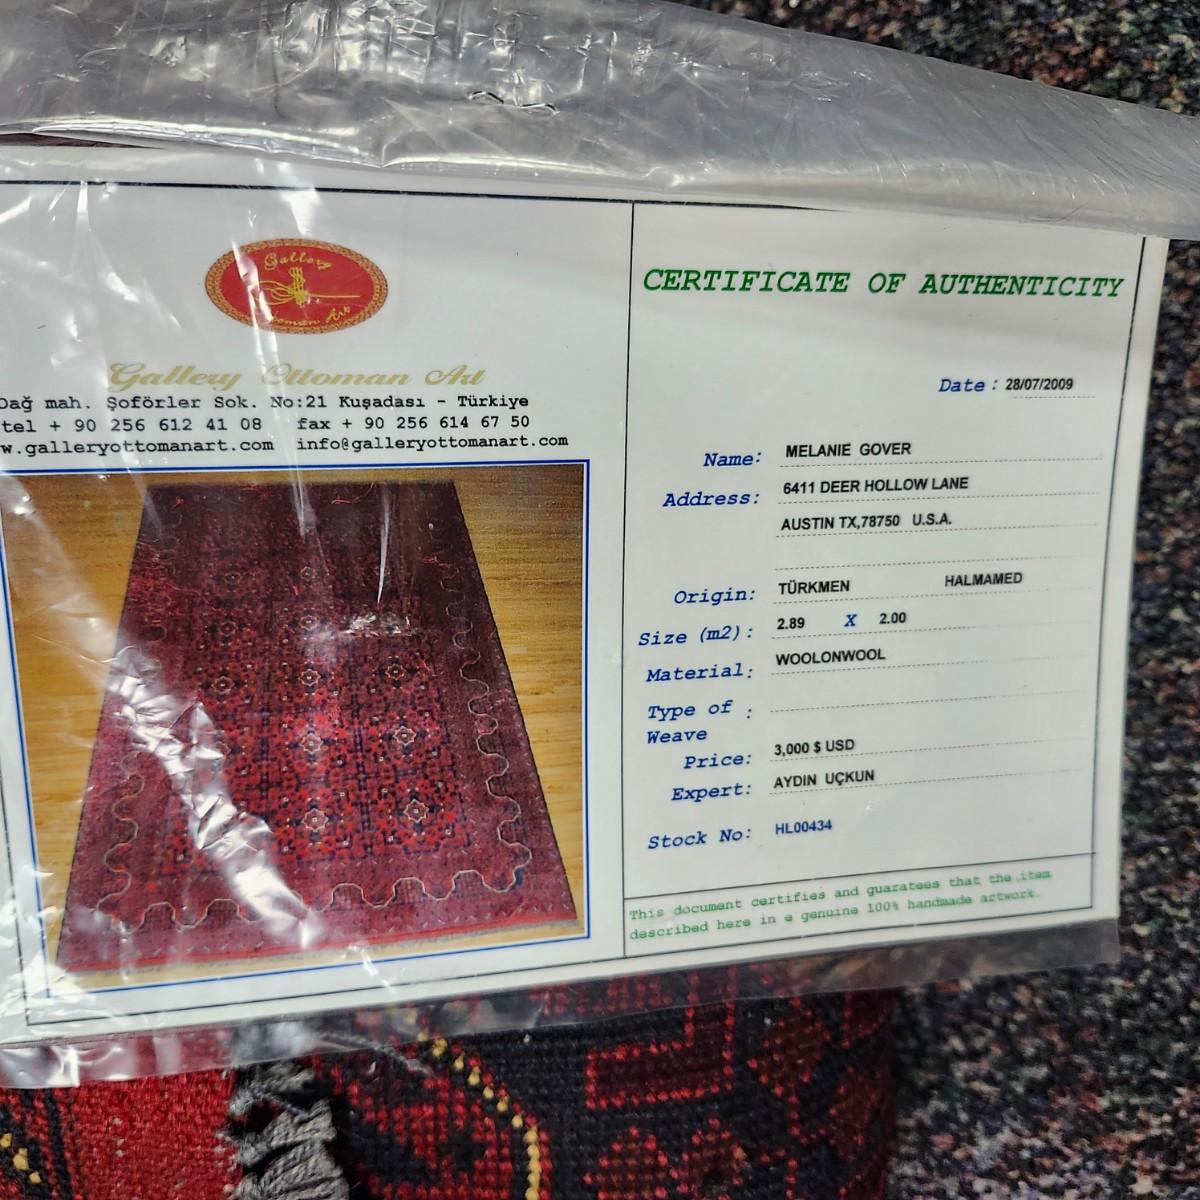 Gallery
Ottoman Art
Gallery Ottoman Art
Dağ mah. Şoförler Sok. No:21 Kuşadası - Türkiye
tel + 90 256 612 41 08 fax + 90 256 614 67 50
w.galleryottomanart.com info@galleryottomanart.com
CERTIFICATE OF AUTHENTICITY
Date : 28/07/2009
Name: MELANIE GOVER
Address: 6411 DEER HOLLOW LANE
AUSTIN TX,78750 U.S.A.
Origin: TÜRKMEN HALMAMED
Size (m2): 2.89 X 2.00
Material: WOOLONWOOL
Type of :
Weave
Price: 3,000 $ USD
Expert: AYDIN UÇKUN
Stock No: HL00434
This document certifies and guaratees that the item
described here in e genuine 100% handmade artwork.